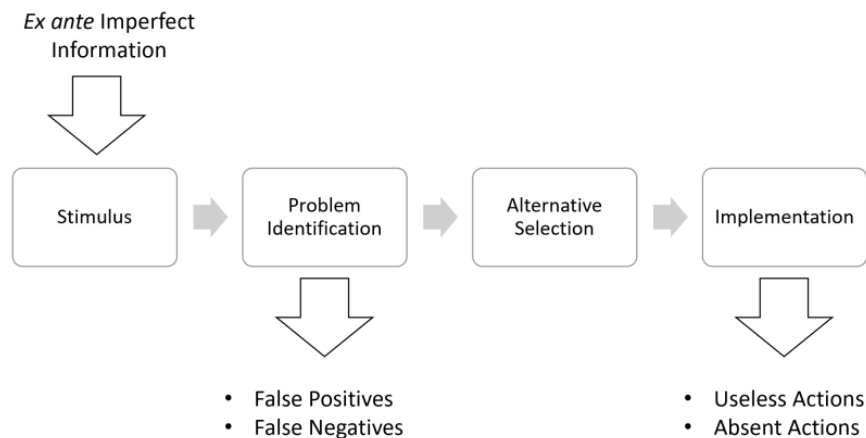 Ex ante Imperfect
Information
Stimulus
Problem
Identification
Alternative
Selection
Implementation
• False Positives
• False Negatives
• Useless Actions
• Absent Actions